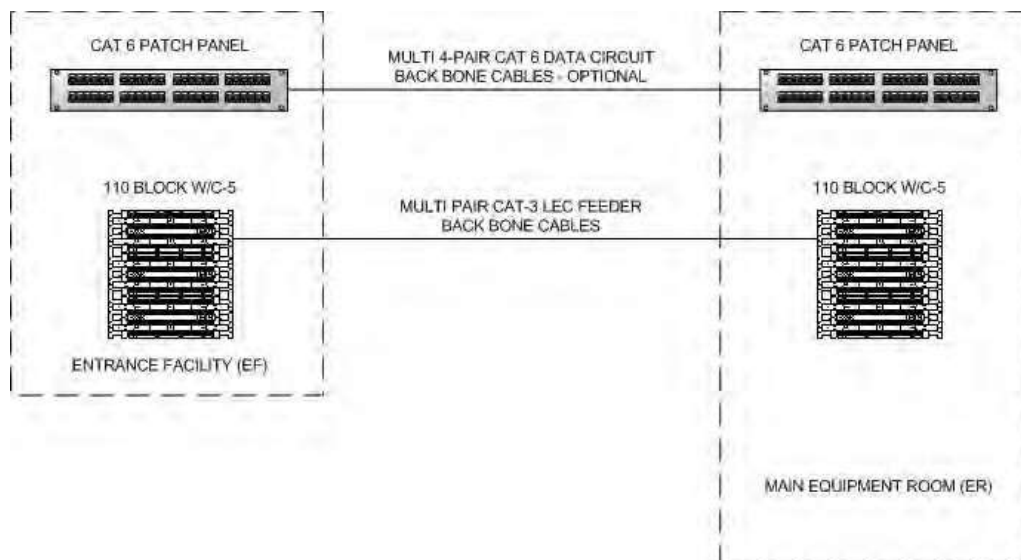 CAT 6 PATCH PANEL
MULTI 4-PAIR CAT 6 DATA CIRCUIT
BACK BONE CABLES - OPTIONAL
CAT 6 PATCH PANEL
110 BLOCK W/C-5
MULTI PAIR CAT-3 LEC FEEDER
BACK BONE CABLES
110 BLOCK W/C-5
ENTRANCE FACILITY (EF)
MAIN EQUIPMENT ROOM (ER)